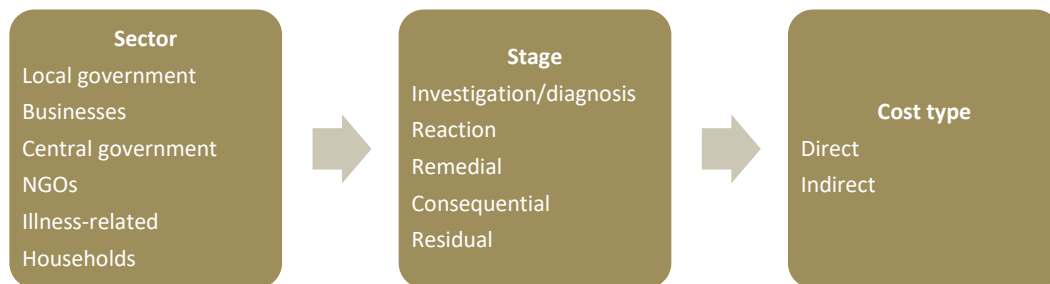 Sector
Local government
Businesses
Central government
NGOs
Illness-related
Households
Stage
Investigation/diagnosis
Reaction
Remedial
Consequential
Residual
Cost type
Direct
Indirect